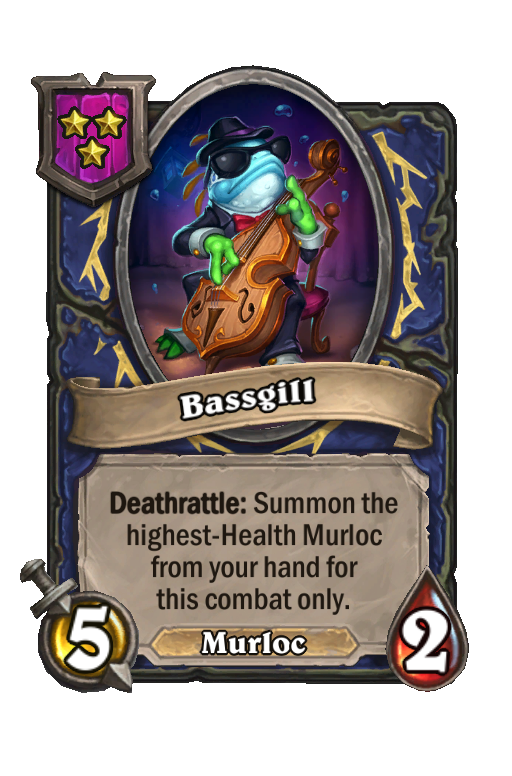 Bassgill
Deathrattle: Summon the
highest-Health Murloc
from your hand for
this combat only.
5
Murloc
2